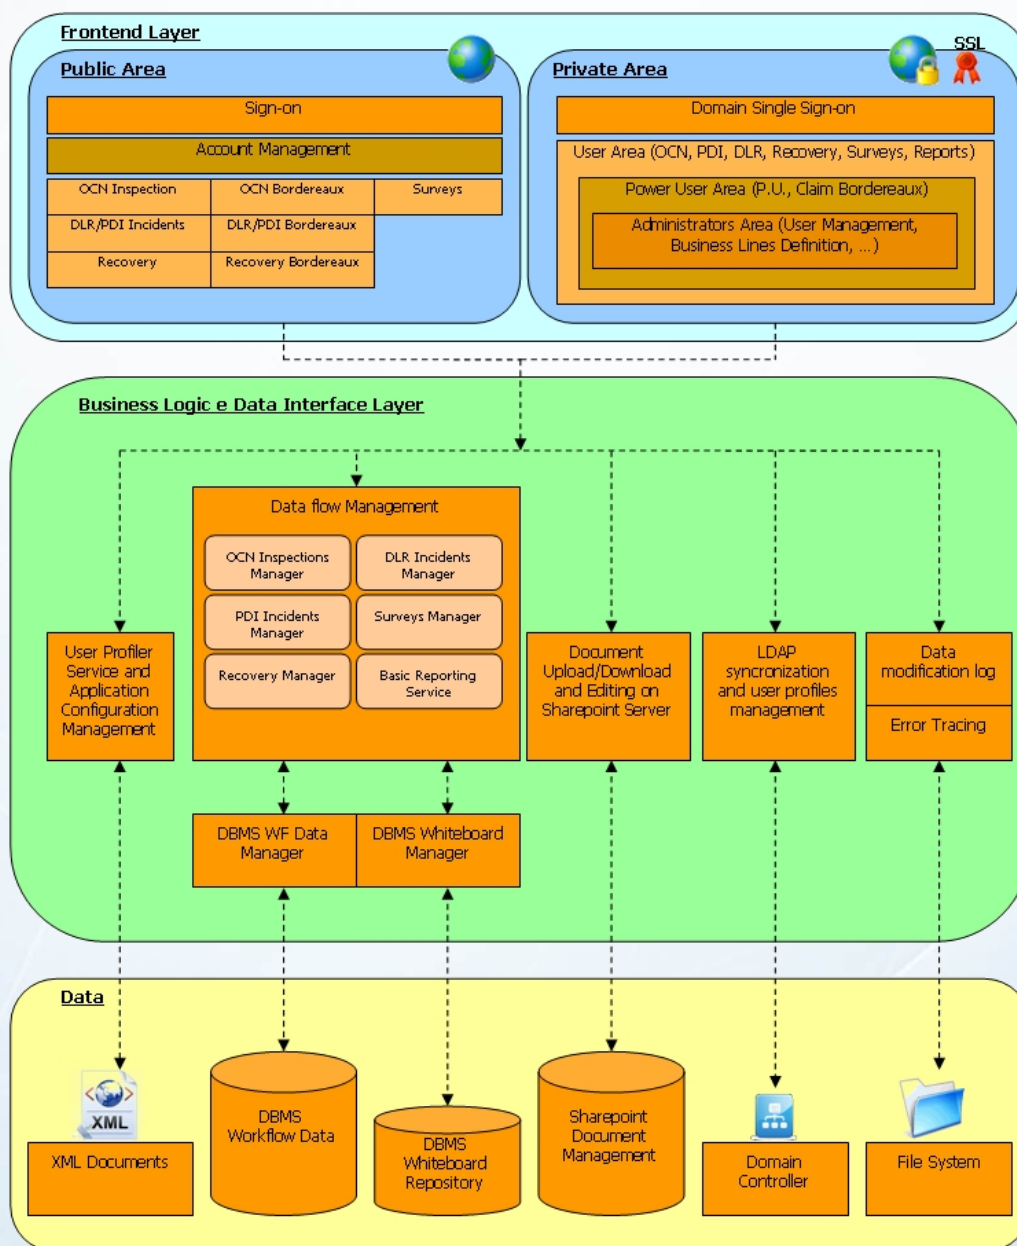 Frontend Layer
Public Area
Sign-on
Account Management
OCN Inspection
OCN Bordereaux
Surveys
DLR/PDI Incidents
DLR/PDI Bordereaux
Recovery
Recovery Bordereaux
SSL
Private Area
Domain Single Sign-on
User Area (OCN, PDI, DLR, Recovery, Surveys, Reports)
Power User Area (P.U., Claim Bordereaux)
Administrators Area (User Management,
Business Lines Definition, ...)
Business Logic e Data Interface Layer
User Profiler
Service and
Application
Configuration
Management
Data flow Management
OCN Inspections
Manager
DLR Incidents
Manager
PDI Incidents
Manager
Surveys Manager
Recovery Manager
Basic Reporting
Service
Document
Upload/Download
and Editing on
Sharepoint Server
LDAP
syncronization
and user profiles
management
Data
modification log
Error Tracing
DBMS WF Data
Manager
DBMS Whiteboard
Manager
Data
XML
XML Documents
DBMS
Workflow Data
DBMS
Whiteboard
Repository
Sharepoint
Document
Management
Domain
Controller
File System